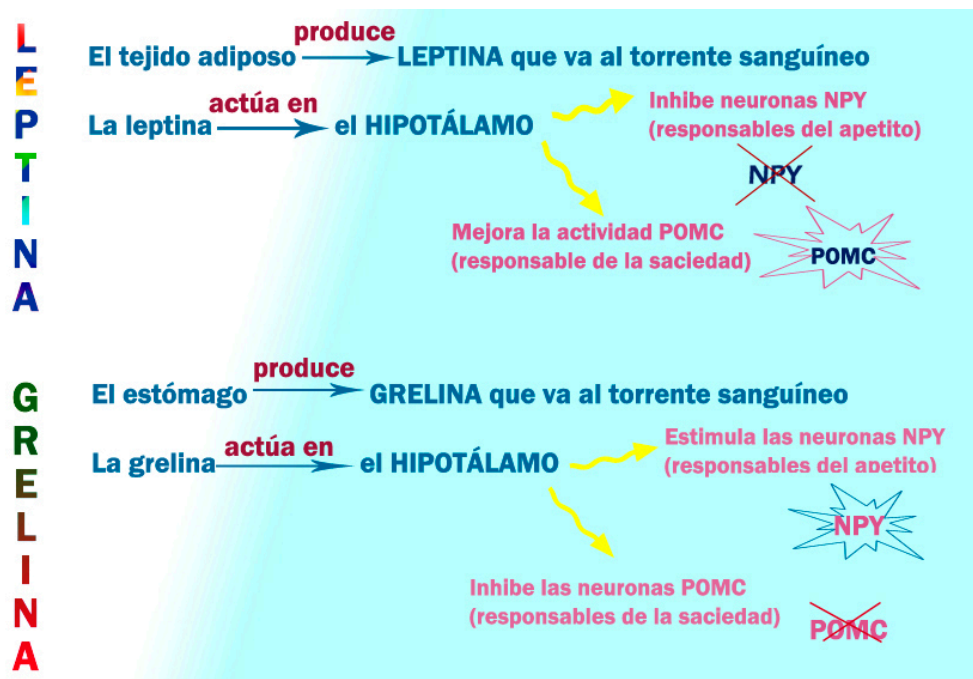 LEPTINA
produce
El tejido adiposo LEPTINA que va al torrente sanguíneo
actúa en
La leptina el HIPOTÁLAMO
Inhibe neuronas NPY
(responsables del apetito)
NPY
Mejora la actividad POMC
(responsable de la saciedad)
POMC
GRELINA
produce
El estómago GRELINA que va al torrente sanguíneo
actúa en
La grelina el HIPOTÁLAMO
Estimula las neuronas NPY
(responsables del apetito)
NPY
Inhibe las neuronas POMC
(responsables de la saciedad)
POMC